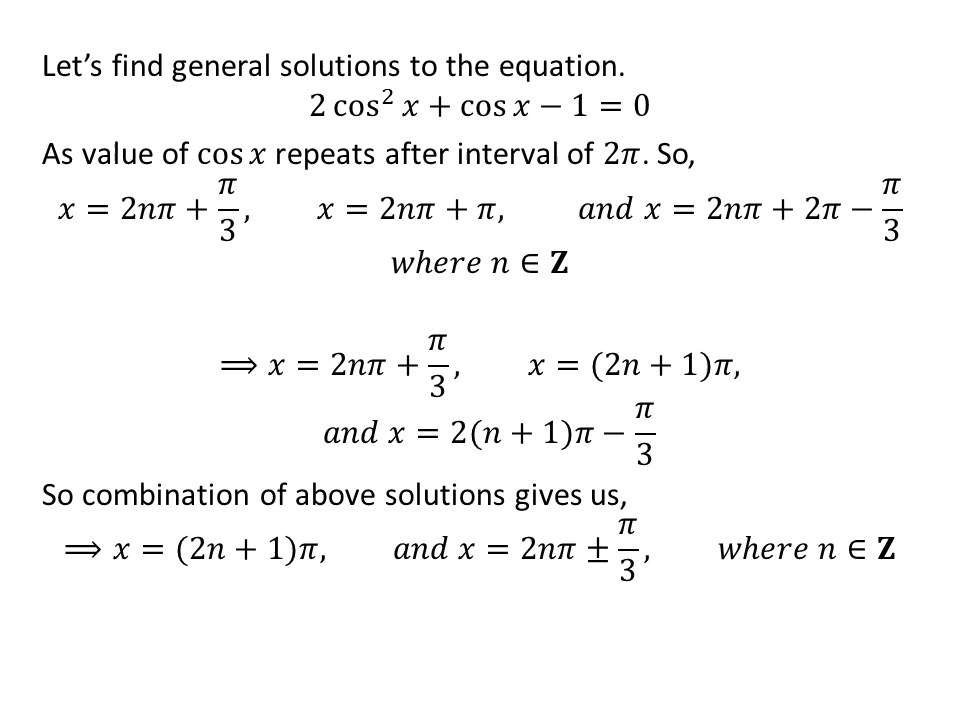 Let’s find general solutions to the equation.
2 cos² 𝑥 + cos 𝑥 − 1 = 0
As value of cos 𝑥 repeats after interval of 2𝜋. So,
𝑥 = 2𝑛𝜋 + 𝜋/3, 𝑥 = 2𝑛𝜋 + 𝜋, 𝑎𝑛𝑑 𝑥 = 2𝑛𝜋 + 2𝜋 − 𝜋/3
𝑤ℎ𝑒𝑟𝑒 𝑛 ∈ 𝐙
⟹ 𝑥 = 2𝑛𝜋 + 𝜋/3, 𝑥 = (2𝑛 + 1)𝜋,
𝑎𝑛𝑑 𝑥 = 2(𝑛 + 1)𝜋 − 𝜋/3
So combination of above solutions gives us,
⟹ 𝑥 = (2𝑛 + 1)𝜋, 𝑎𝑛𝑑 𝑥 = 2𝑛𝜋 ± 𝜋/3, 𝑤ℎ𝑒𝑟𝑒 𝑛 ∈ 𝐙